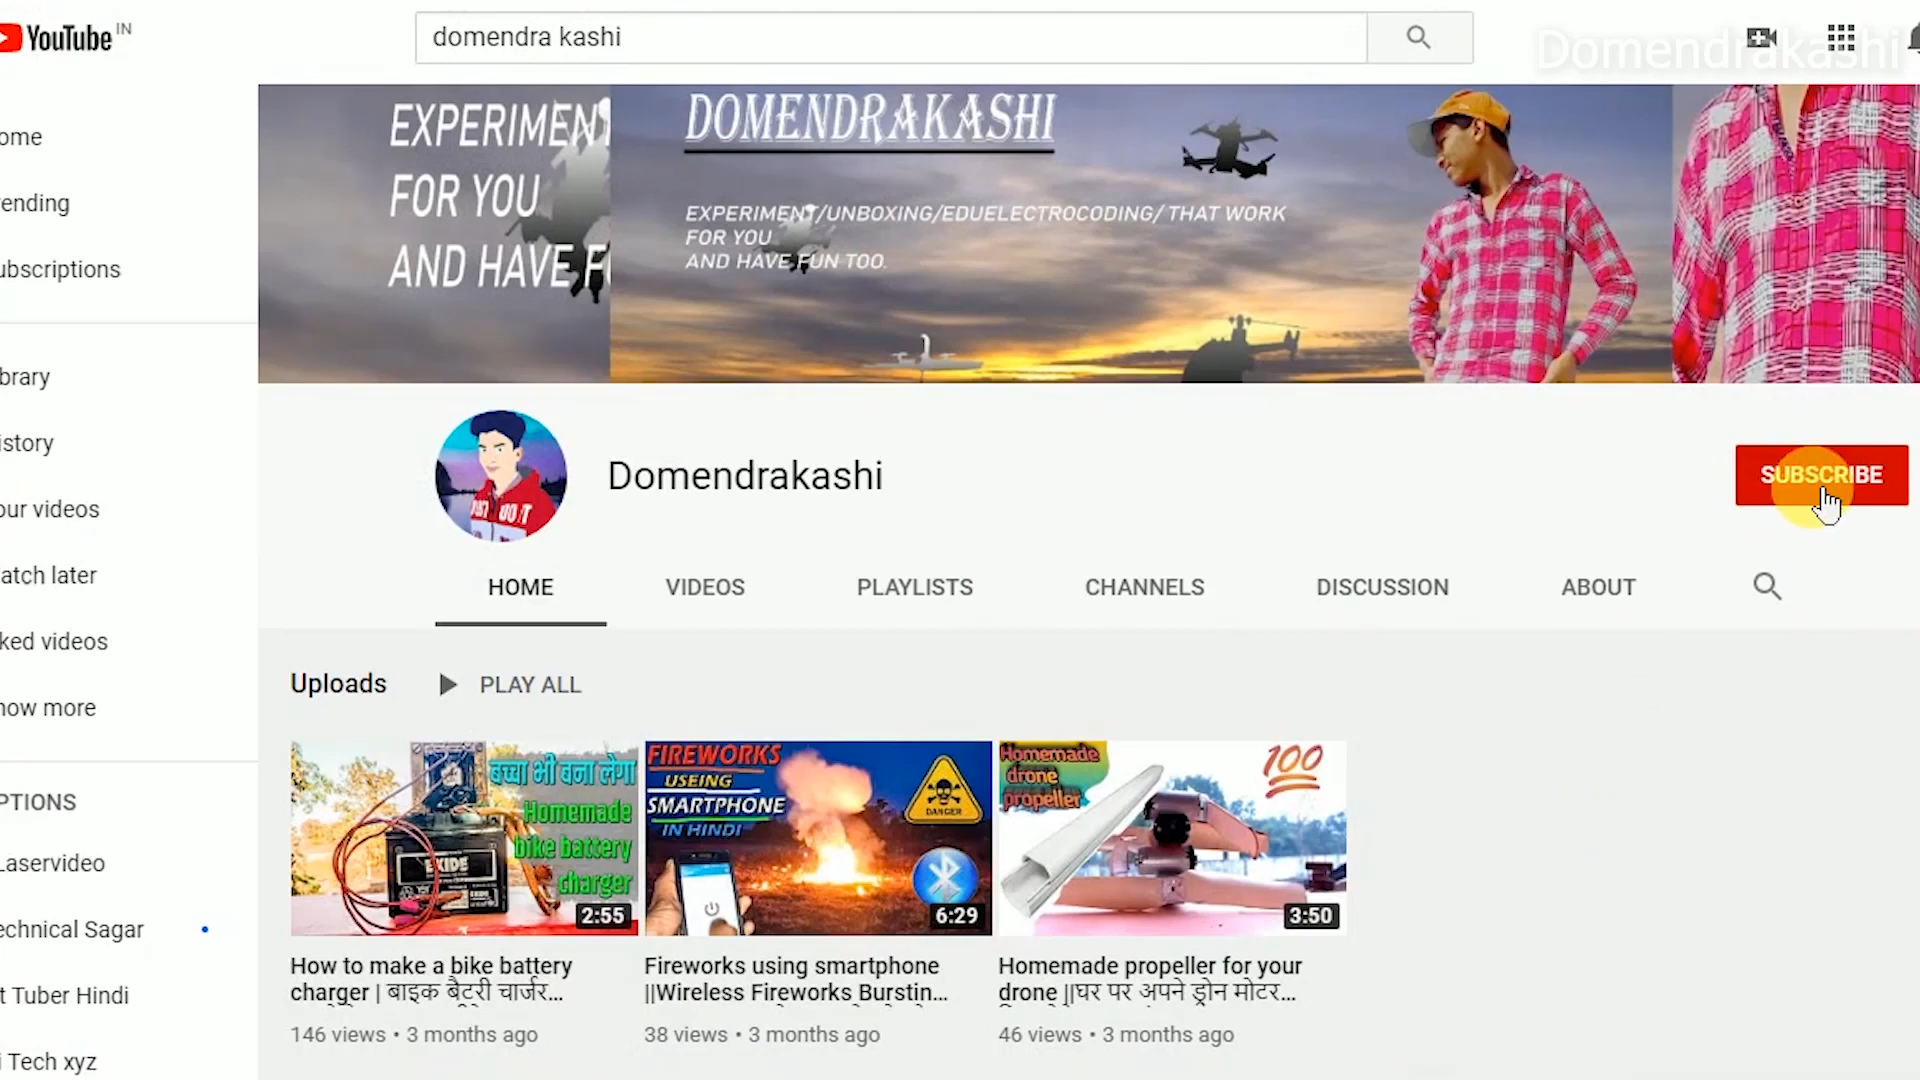 YouTube IN
domendra kashi
Domendrakashi
ome
ending
ubscriptions
brary
istory
our videos
atch later
ked videos
how more
PTIONS
Laservideo
echnical Sagar
t Tuber Hindi
i Tech xyz
EXPERIMENT
FOR YOU
AND HAVE F
DOMENDRAKASHI
EXPERIMENT/UNBOXING/EDUELECTROCODING/ THAT WORK
FOR YOU
AND HAVE FUN TOO.
Domendrakashi
SUBSCRIBE
HOME VIDEOS PLAYLISTS CHANNELS DISCUSSION ABOUT
Uploads PLAY ALL
बच्चा भी बना लेगा
Homemade
bike battery
charger
EXIDE
2:55
How to make a bike battery
charger | बाइक बैटरी चार्जर...
146 views • 3 months ago
FIREWORKS
USEING
SMARTPHONE
IN HINDI
DANGER
6:29
Fireworks using smartphone
||Wireless Fireworks Burstin...
38 views • 3 months ago
Homemade
drone
propeller
100
3:50
Homemade propeller for your
drone ||घर पर अपने ड्रोन मोटर...
46 views • 3 months ago